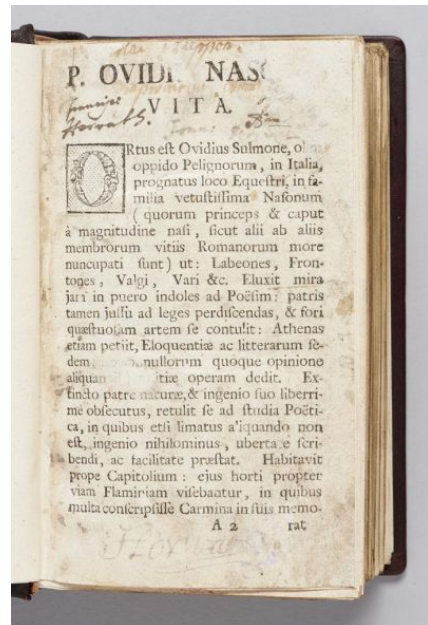 P. OVIDI NAS
VITA.
ORtus est Ovidius Sulmone, o
oppido Pelignorum, in Italia,
prognatus loco Equestri, in fa-
milia vetustissima Nasonum
( quorum princeps & caput
à magnitudine nasi, sicut alii ab aliis
membrorum vitiis Romanorum more
nuncupati sunt) ut: Labeones, Fron-
tones, Valgi, Vari &c. Eluxit mira
jam in puero indoles ad Poësim: patris
tamen jussu ad leges perdiscendas, & fori
quæstuosam artem se contulit: Athenas
etiam petiit, Eloquentiæ ac litterarum se-
dem, nonnullorum quoque opinione
aliquan itiæ operam dedit. Ex-
tincto patre naturæ, & ingenio suo liberri-
me obsecutus, retulit se ad studia Poëti-
ca, in quibus etsi limatus aliquando non
est, ingenio nihilominus, ubertate scri-
bendi, ac facilitate præstat. Habitavit
prope Capitolium: ejus horti propter
viam Flaminiam visebantur, in quibus
multa conscripsisse Carmina in suis memo-
A 2 rat